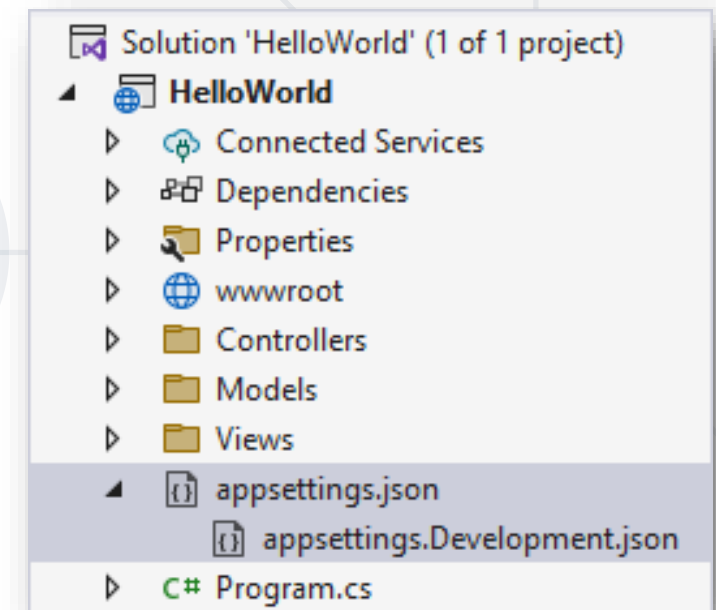 Solution 'HelloWorld' (1 of 1 project)
HelloWorld
Connected Services
Dependencies
Properties
wwwroot
Controllers
Models
Views
{} appsettings.json
{} appsettings.Development.json
C# Program.cs